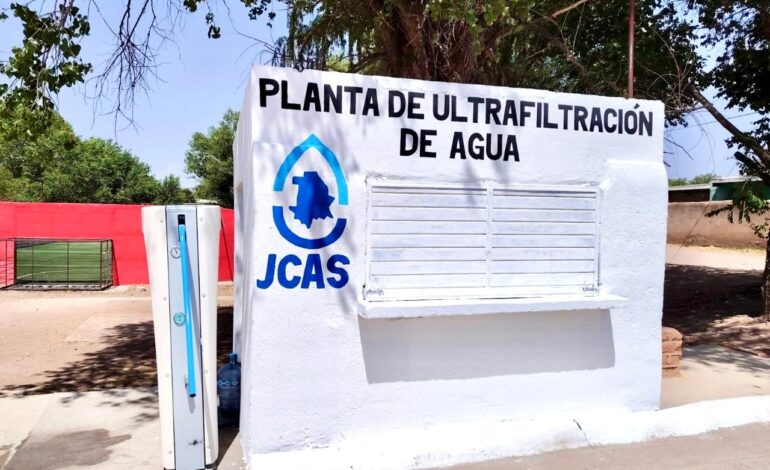 PLANTA DE ULTRAFILTRACIÓN
DE AGUA
JCAS